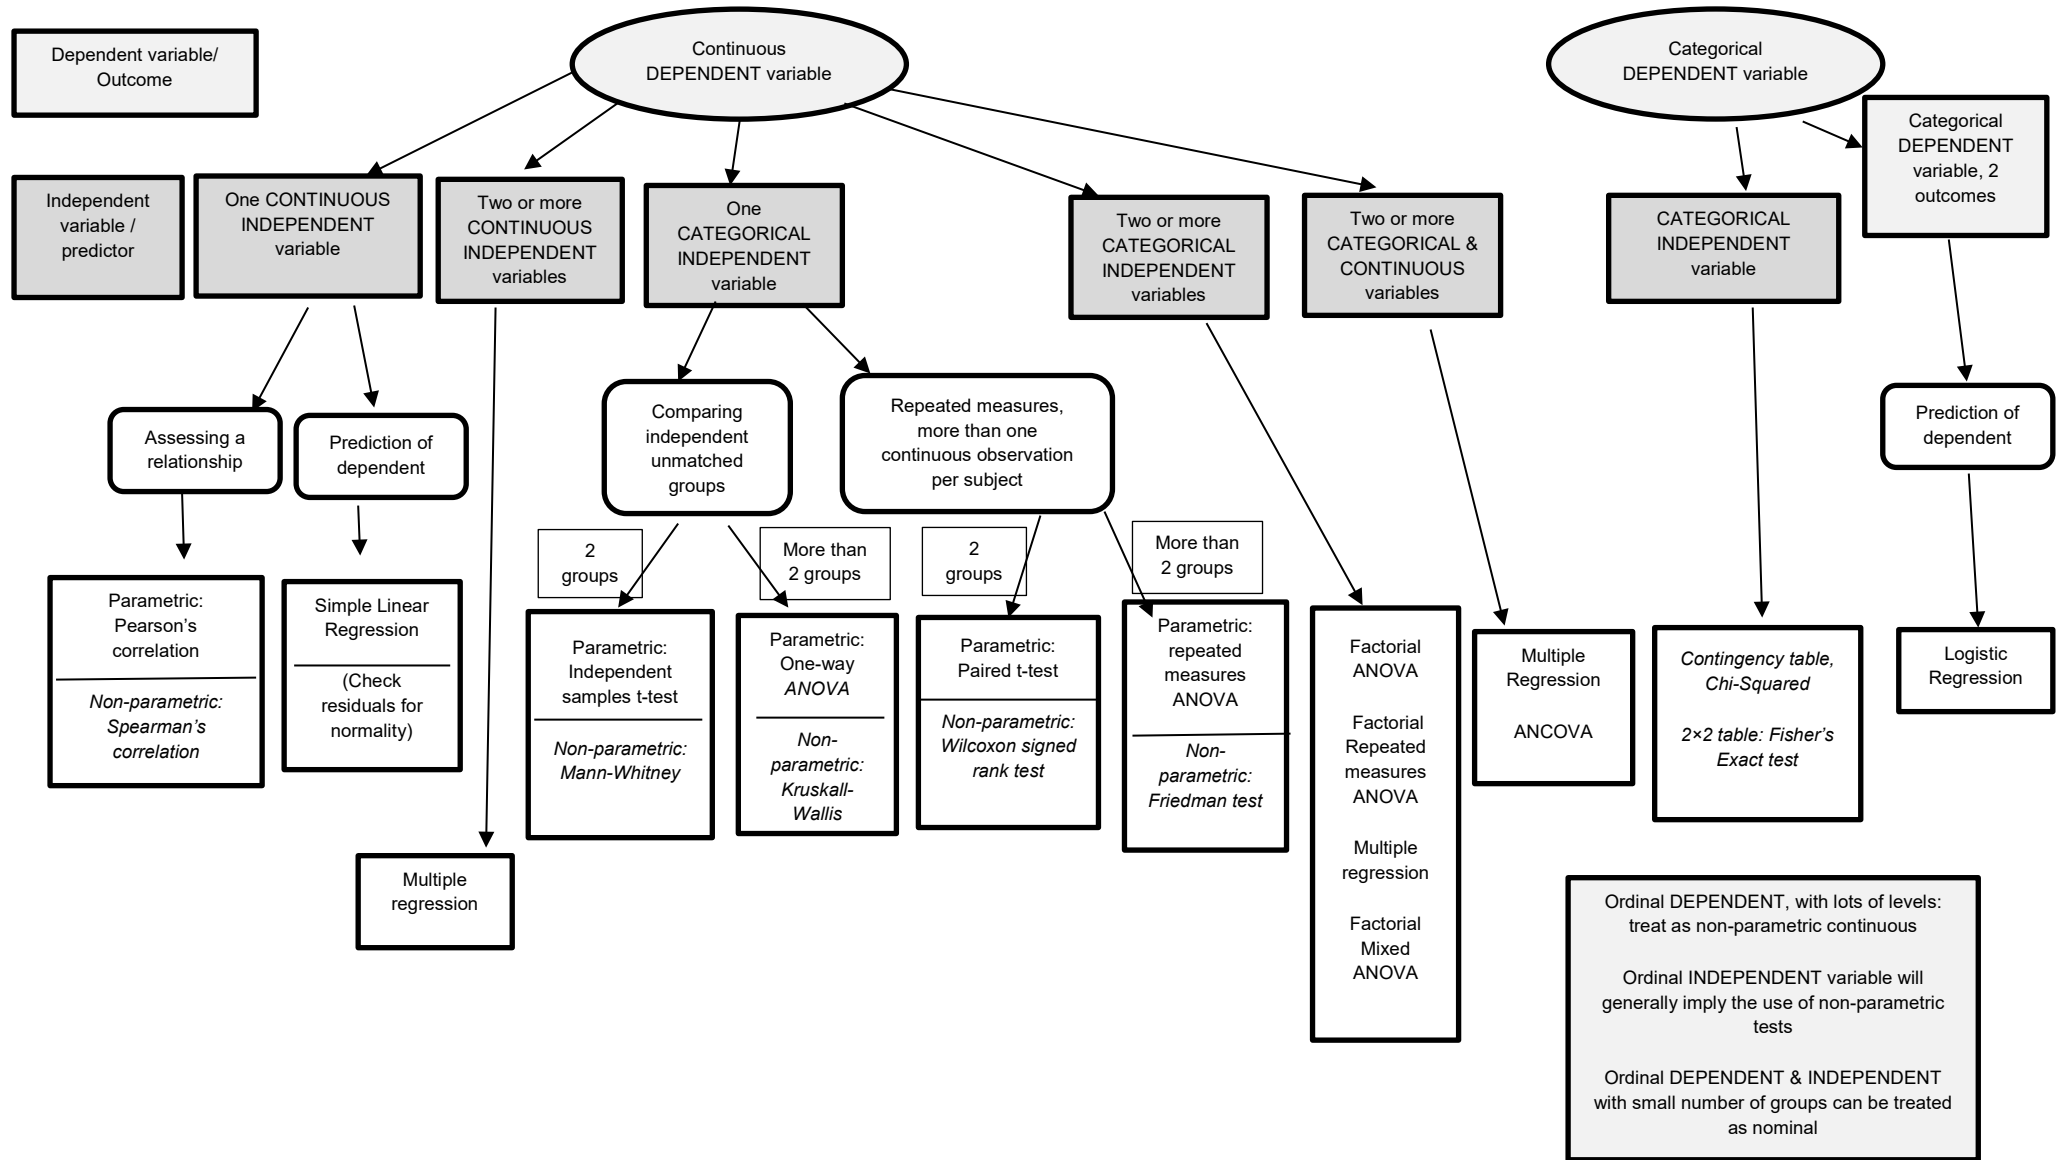 Dependent variable/
Outcome
Continuous
DEPENDENT variable
Categorical
DEPENDENT variable
Categorical
DEPENDENT
variable, 2
outcomes
Independent
variable /
predictor
One CONTINUOUS
INDEPENDENT
variable
Two or more
CONTINUOUS
INDEPENDENT
variables
One
CATEGORICAL
INDEPENDENT
variable
Two or more
CATEGORICAL
INDEPENDENT
variables
Two or more
CATEGORICAL &
CONTINUOUS
variables
CATEGORICAL
INDEPENDENT
variable
Assessing a
relationship
Prediction of
dependent
Comparing
independent
unmatched
groups
Repeated measures,
more than one
continuous observation
per subject
Prediction of
dependent
2
groups
More than
2 groups
2
groups
More than
2 groups
Parametric:
Pearson’s
correlation
Non-parametric:
Spearman’s
correlation
Simple Linear
Regression
(Check
residuals for
normality)
Parametric:
Independent
samples t-test
Non-parametric:
Mann-Whitney
Parametric:
One-way
ANOVA
Non-
parametric:
Kruskall-
Wallis
Parametric:
Paired t-test
Non-parametric:
Wilcoxon signed
rank test
Parametric:
repeated
measures
ANOVA
Non-
parametric:
Friedman test
Factorial
ANOVA
Factorial
Repeated
measures
ANOVA
Multiple
regression
Factorial
Mixed
ANOVA
Multiple
Regression
ANCOVA
Contingency table,
Chi-Squared
2×2 table: Fisher’s
Exact test
Logistic
Regression
Multiple
regression
Ordinal DEPENDENT, with lots of levels:
treat as non-parametric continuous
Ordinal INDEPENDENT variable will
generally imply the use of non-parametric
tests
Ordinal DEPENDENT & INDEPENDENT
with small number of groups can be treated
as nominal